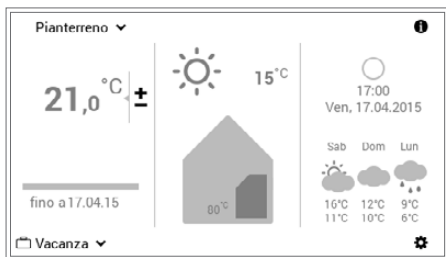 Pianterreno
21,0 °C ±
fino a 17.04.15
Vacanza
15°C
00°C
17:00
Ven, 17.04.2015
Sab Dom Lun
16°C 12°C 9°C
11°C 10°C 6°C